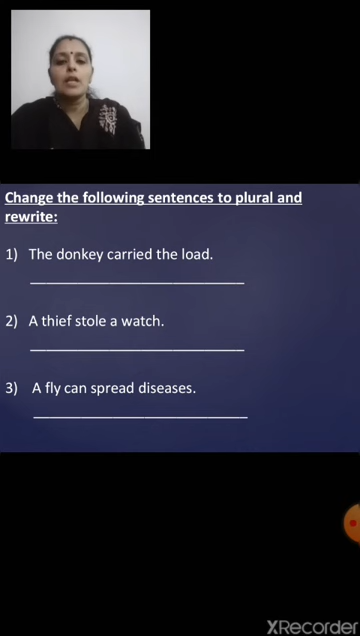 Change the following sentences to plural and
rewrite:
1) The donkey carried the load.
2) A thief stole a watch.
3) A fly can spread diseases.
XRecorder